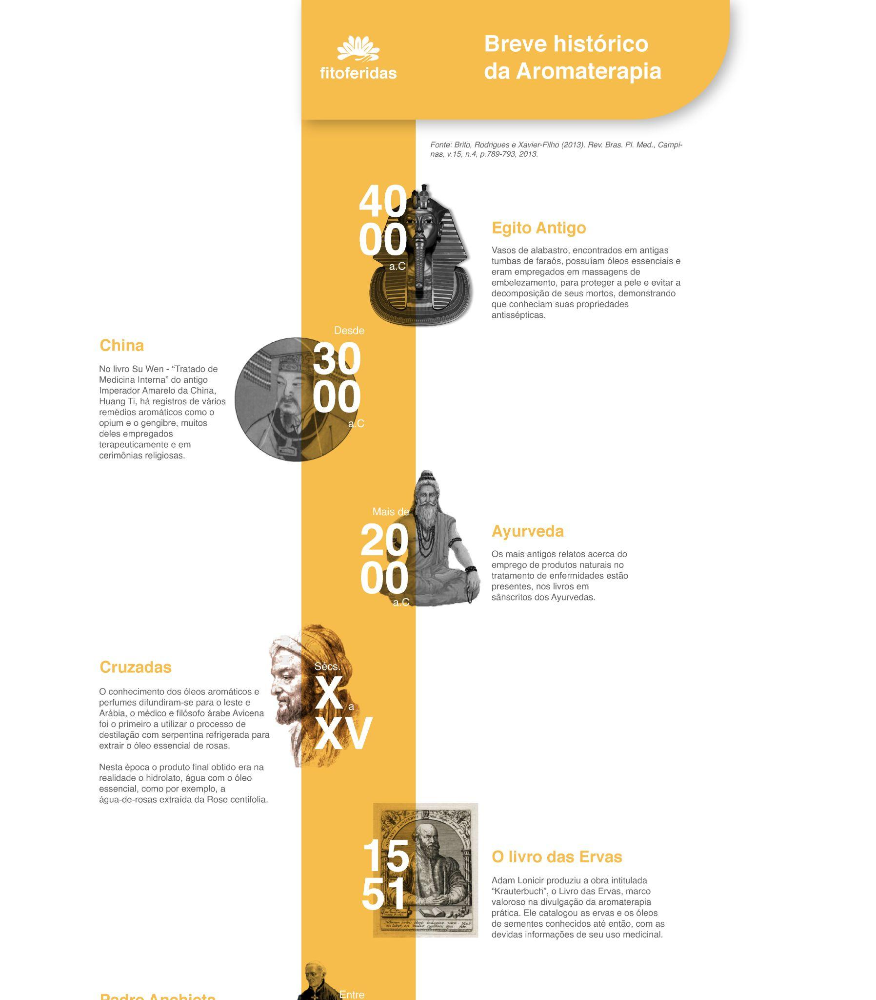 fitoferidas
Breve histórico
da Aromaterapia
Fonte: Brito, Rodrigues e Xavier-Filho (2013). Rev. Bras. Pl. Med., Campi-
nas, v.15, n.4, p.789-793, 2013.
40
00
a.C
Egito Antigo
Vasos de alabastro, encontrados em antigas
tumbas de faraós, possuíam óleos essenciais e
eram empregados em massagens de
embelezamento, para proteger a pele e evitar a
decomposição de seus mortos, demonstrando
que conheciam suas propriedades
antissépticas.
Desde
30
00
a.C
China
No livro Su Wen - “Tratado de
Medicina Interna” do antigo
Imperador Amarelo da China,
Huang Ti, há registros de vários
remédios aromáticos como o
opium e o gengibre, muitos
deles empregados
terapeuticamente e em
cerimônias religiosas.
Mais de
20
00
a.C
Ayurveda
Os mais antigos relatos acerca do
emprego de produtos naturais no
tratamento de enfermidades estão
presentes, nos livros em
sânscritos dos Ayurvedas.
Sécs.
X a
XV
Cruzadas
O conhecimento dos óleos aromáticos e
perfumes difundiram-se para o leste e
Arábia, o médico e filósofo árabe Avicena
foi o primeiro a utilizar o processo de
destilação com serpentina refrigerada para
extrair o óleo essencial de rosas.
Nesta época o produto final obtido era na
realidade o hidrolato, água com o óleo
essencial, como por exemplo, a
água-de-rosas extraída da Rose centifolia.
15
51
O livro das Ervas
Adam Lonicir produziu a obra intitulada
“Krauterbuch”, o Livro das Ervas, marco
valoroso na divulgação da aromaterapia
prática. Ele catalogou as ervas e os óleos
de sementes conhecidos até então, com as
devidas informações de seu uso medicinal.
Entre
Padre Anchieta